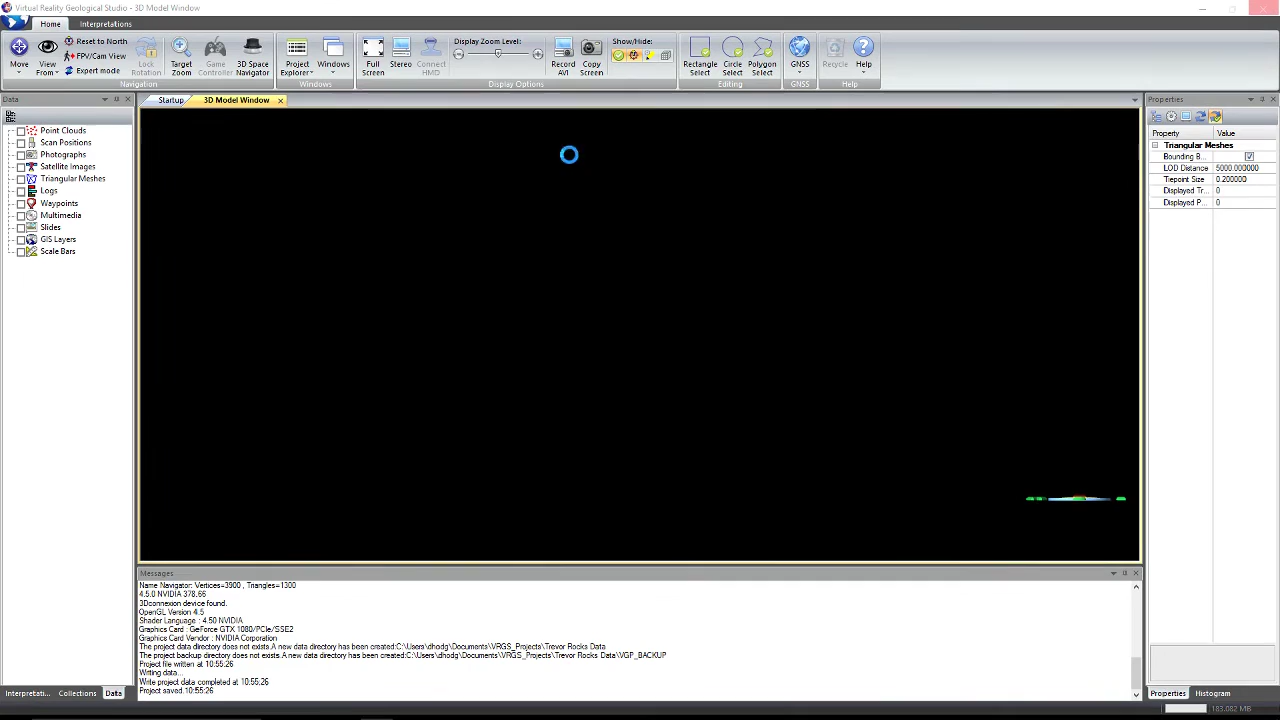 Virtual Reality Geological Studio - 3D Model Window
Home Interpretations
Move
View From
Reset to North
FPV/Cam View
Expert mode
Lock Rotation
Target Zoom
Game Controller
3D Space Navigator
Project Explorer
Windows
Full Screen
Stereo
Connect HMD
Display Zoom Level:
Record AVI
Copy Screen
Show/Hide:
Rectangle Select
Circle Select
Polygon Select
GNSS
Recycle
Help
Navigation
Windows
Display Options
Editing
GNSS
Help
Data
Point Clouds
Scan Positions
Photographs
Satellite Images
Triangular Meshes
Logs
Waypoints
Multimedia
Slides
GIS Layers
Scale Bars
Interpretati...
Collections
Data
Startup
3D Model Window
Messages
Name Navigator: Vertices=3900 , Triangles=1300
4.5.0 NVIDIA 378.66
3Dconnexion device found.
OpenGL Version 4.5
Shader Language : 4.50 NVIDIA
Graphics Card : GeForce GTX 1080/PCIe/SSE2
Graphics Card Vendor : NVIDIA Corporation
The project data directory does not exists.A new data directory has been created:C:\Users\dhodg\Documents\VRGS_Projects\Trevor Rocks Data
The project backup directory does not exists.A new data directory has been created:C:\Users\dhodg\Documents\VRGS_Projects\Trevor Rocks Data\VGP_BACKUP
Project file written at 10:55:26
Writing data...
Write project data completed at 10:55:26
Project saved.10:55:26
Properties
Property Value
Triangular Meshes
Bounding B...
LOD Distance 5000.000000
Tiepoint Size 0.200000
Displayed Tr... 0
Displayed P... 0
Properties
Histogram
183.082 MB